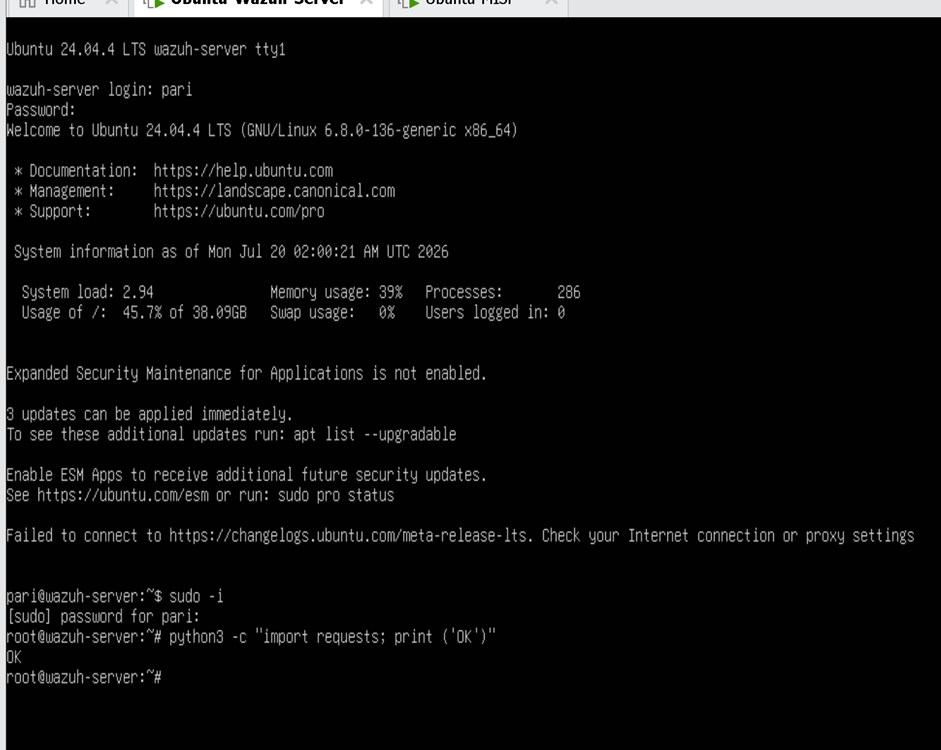 Home Ubuntu-Wazuh-Server Ubuntu-MISP
Ubuntu 24.04.4 LTS wazuh-server tty1
wazuh-server login: pari
Password:
Welcome to Ubuntu 24.04.4 LTS (GNU/Linux 6.8.0-136-generic x86_64)
* Documentation: https://help.ubuntu.com
* Management: https://landscape.canonical.com
* Support: https://ubuntu.com/pro
System information as of Mon Jul 20 02:00:21 AM UTC 2026
System load: 2.94 Memory usage: 39% Processes: 286
Usage of /: 45.7% of 38.09GB Swap usage: 0% Users logged in: 0
Expanded Security Maintenance for Applications is not enabled.
3 updates can be applied immediately.
To see these additional updates run: apt list --upgradable
Enable ESM Apps to receive additional future security updates.
See https://ubuntu.com/esm or run: sudo pro status
Failed to connect to https://changelogs.ubuntu.com/meta-release-lts. Check your Internet connection or proxy settings
pari@wazuh-server:~$ sudo -i
[sudo] password for pari:
root@wazuh-server:~# python3 -c "import requests; print ('OK')"
OK
root@wazuh-server:~#